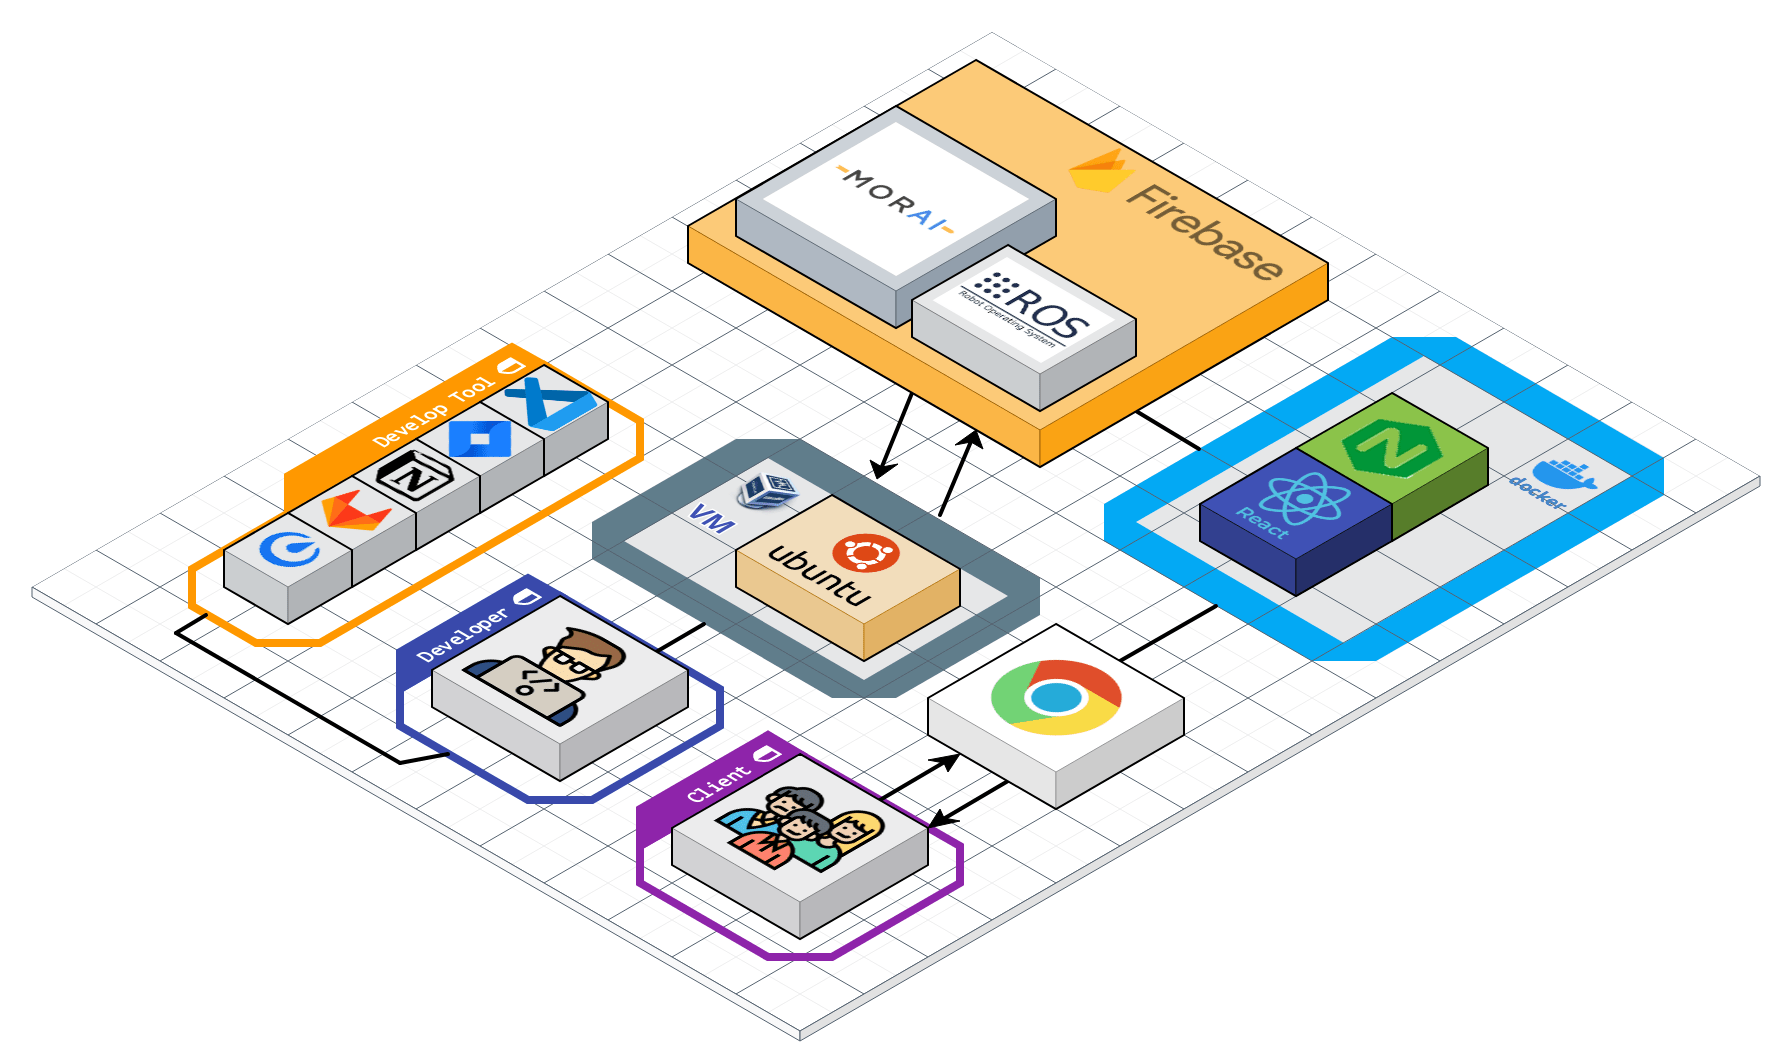 MORAI
Firebase
ROS
Robot Operating System
Develop Tool
N
N
docker
React
VM
ubuntu
Developer
</>
Client